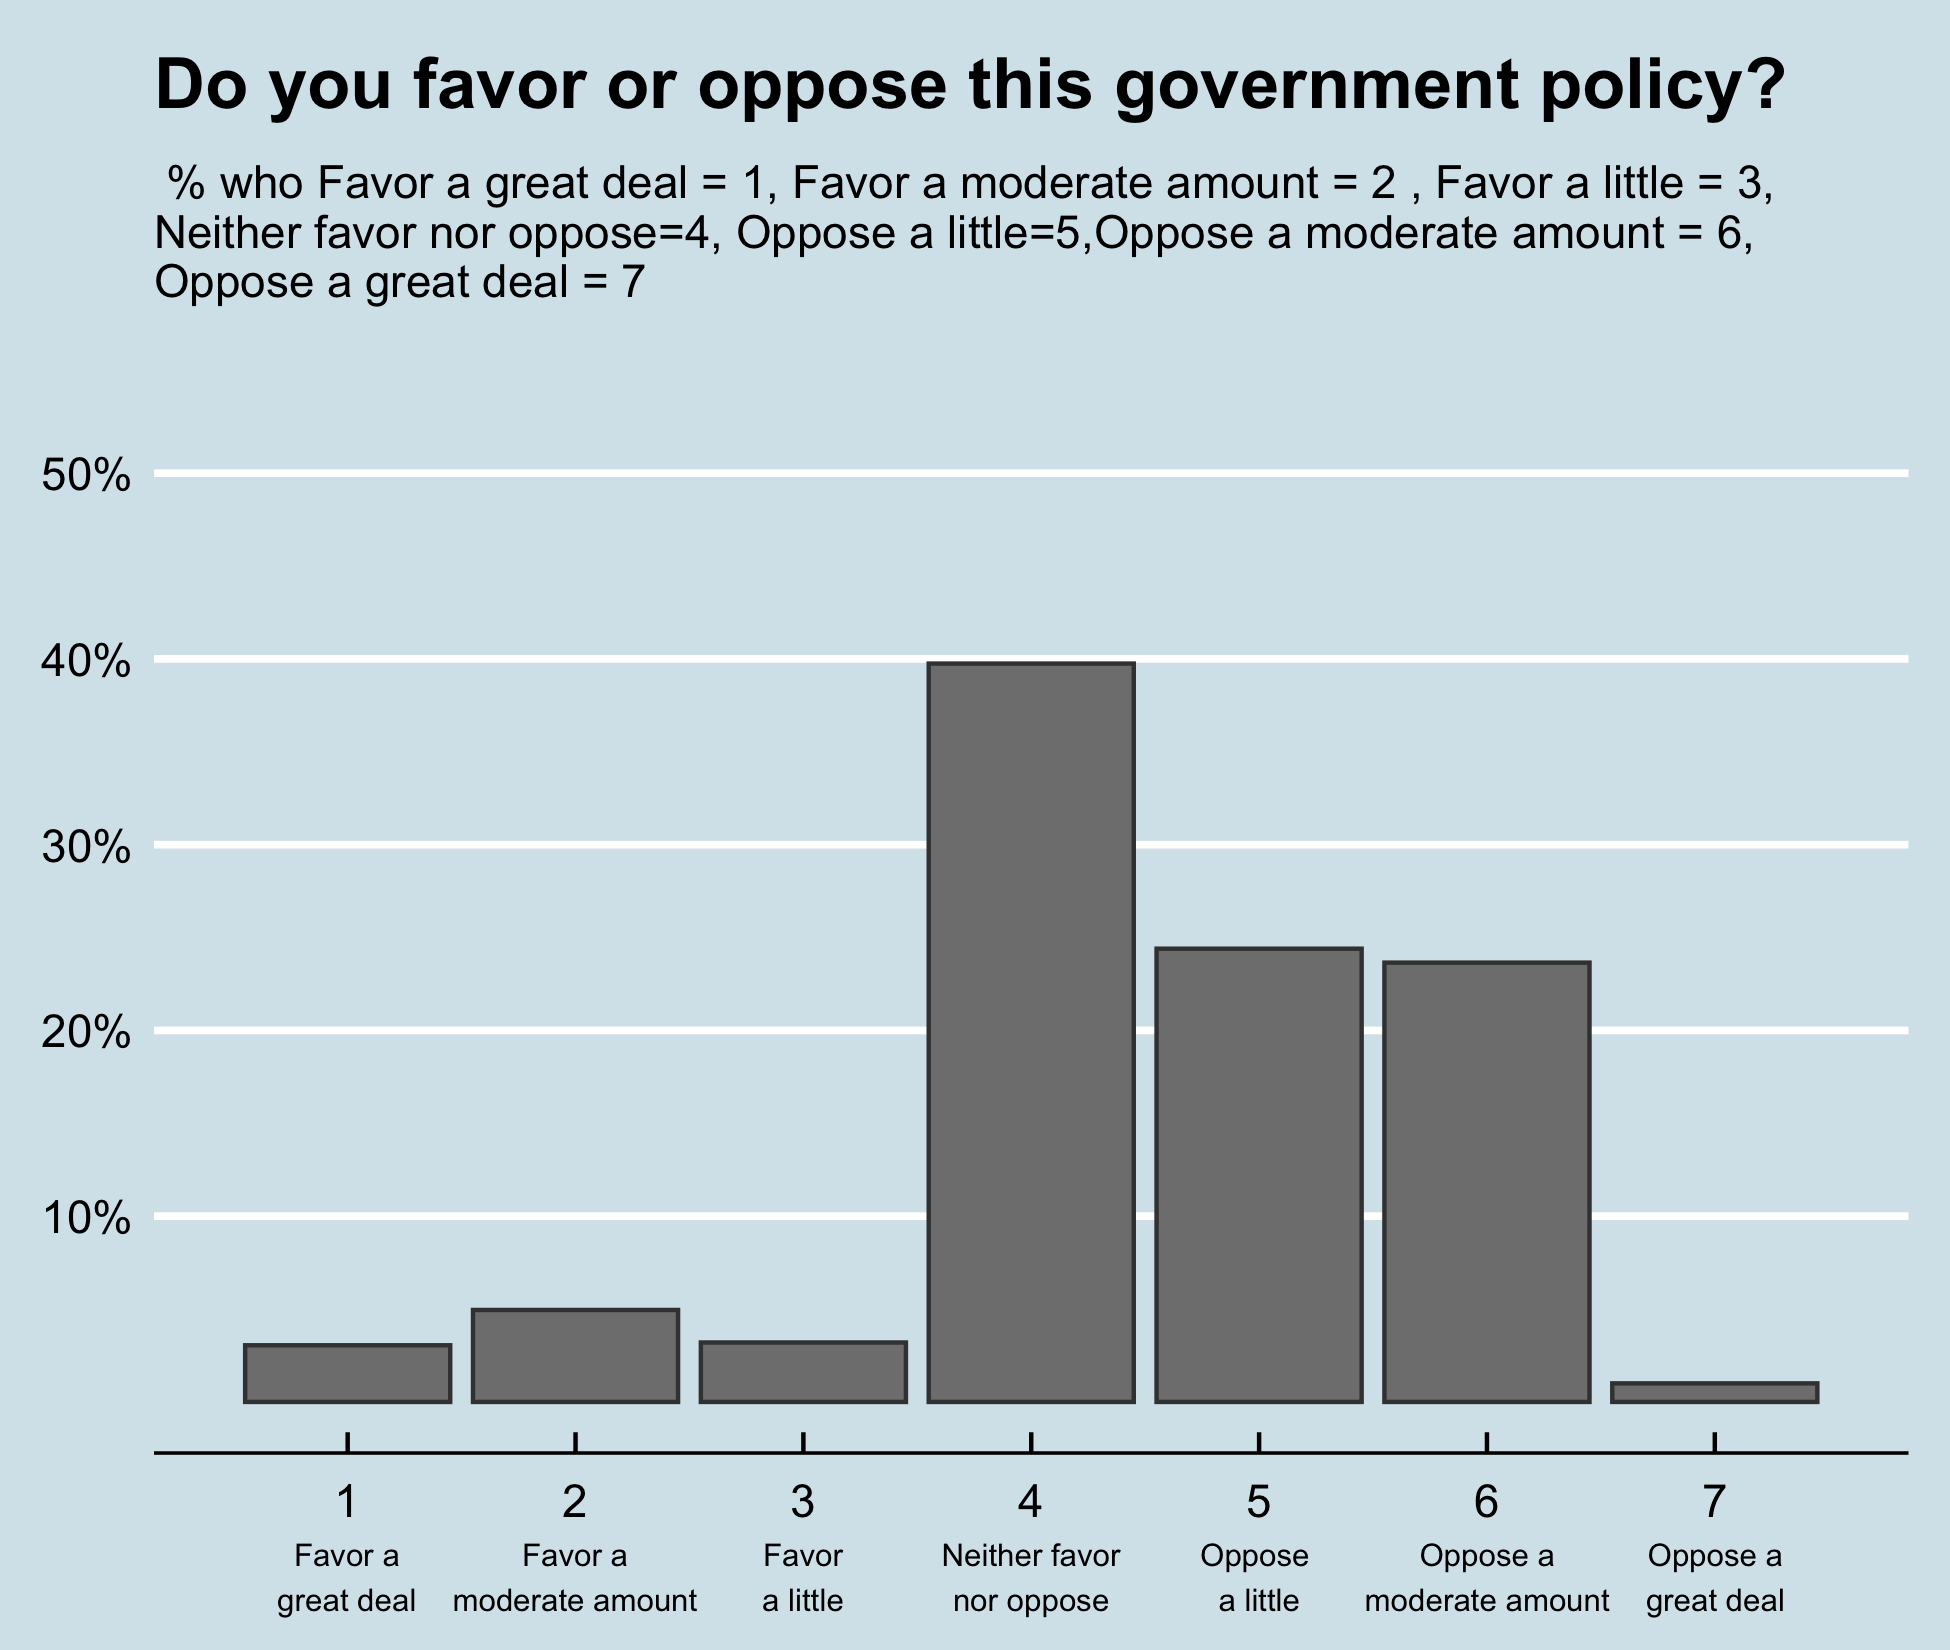 Do you favor or oppose this government policy?
% who Favor a great deal = 1, Favor a moderate amount = 2 , Favor a little = 3,
Neither favor nor oppose=4, Oppose a little=5,Oppose a moderate amount = 6,
Oppose a great deal = 7
50%
40%
30%
20%
10%
1 2 3 4 5 6 7
Favor a Favor a Favor Neither favor Oppose Oppose a Oppose a
great deal moderate amount a little nor oppose a little moderate amount great deal